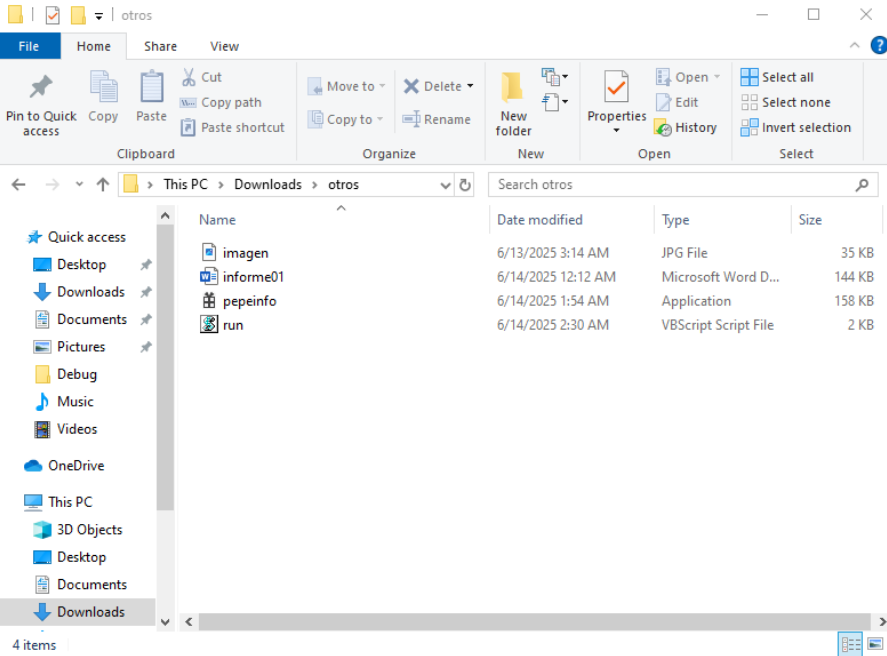 otros
File Home Share View
Pin to Quick access
Copy
Paste
Cut
Copy path
Paste shortcut
Clipboard
Move to
Copy to
Delete
Rename
Organize
New folder
New
Properties
Open
Edit
History
Open
Select all
Select none
Invert selection
Select
This PC > Downloads > otros
Search otros
Name Date modified Type Size
imagen 6/13/2025 3:14 AM JPG File 35 KB
informe01 6/14/2025 12:12 AM Microsoft Word D... 144 KB
pepeinfo 6/14/2025 1:54 AM Application 158 KB
run 6/14/2025 2:30 AM VBScript Script File 2 KB
Quick access
Desktop
Downloads
Documents
Pictures
Debug
Music
Videos
OneDrive
This PC
3D Objects
Desktop
Documents
Downloads
4 items